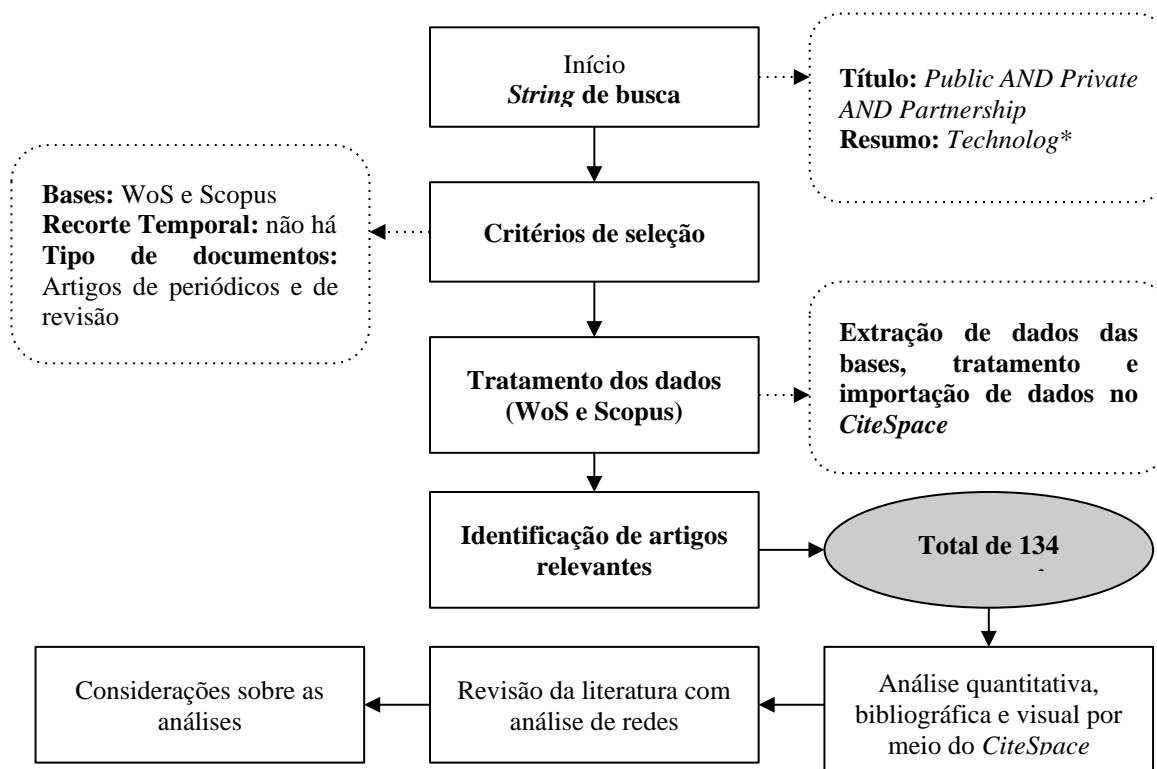 Início
String de busca
Título: Public AND Private
AND Partnership
Resumo: Technolog*
Bases: WoS e Scopus
Recorte Temporal: não há
Tipo de documentos:
Artigos de periódicos e de
revisão
Critérios de seleção
Tratamento dos dados
(WoS e Scopus)
Extração de dados das
bases, tratamento e
importação de dados no
CiteSpace
Identificação de artigos
relevantes
Total de 134
Análise quantitativa,
bibliográfica e visual por
meio do CiteSpace
Revisão da literatura com
análise de redes
Considerações sobre as
análises